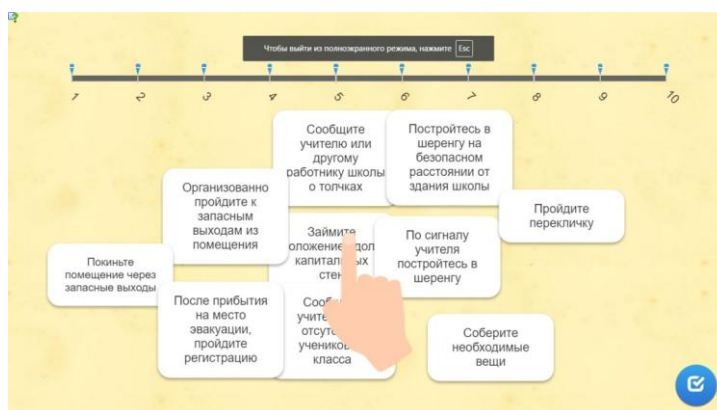 Чтобы выйти из полноэкранного режима, нажмите Esc
1 2 3 4 5 6 7 8 9 10
Сообщите
учителю или
другому
работнику школы
о толчках
Постройтесь в
шеренгу на
безопасном
расстоянии от
здания школы
Организованно
пройдите к
запасным
выходам из
помещения
Пройдите
перекличку
Займите
капитальных
По сигналу
учителя
постройтесь в
шеренгу
Покиньте
помещение через
запасные выходы
После прибытия
на место
эвакуации,
пройдите
регистрацию
класса
Соберите
необходимые
вещи